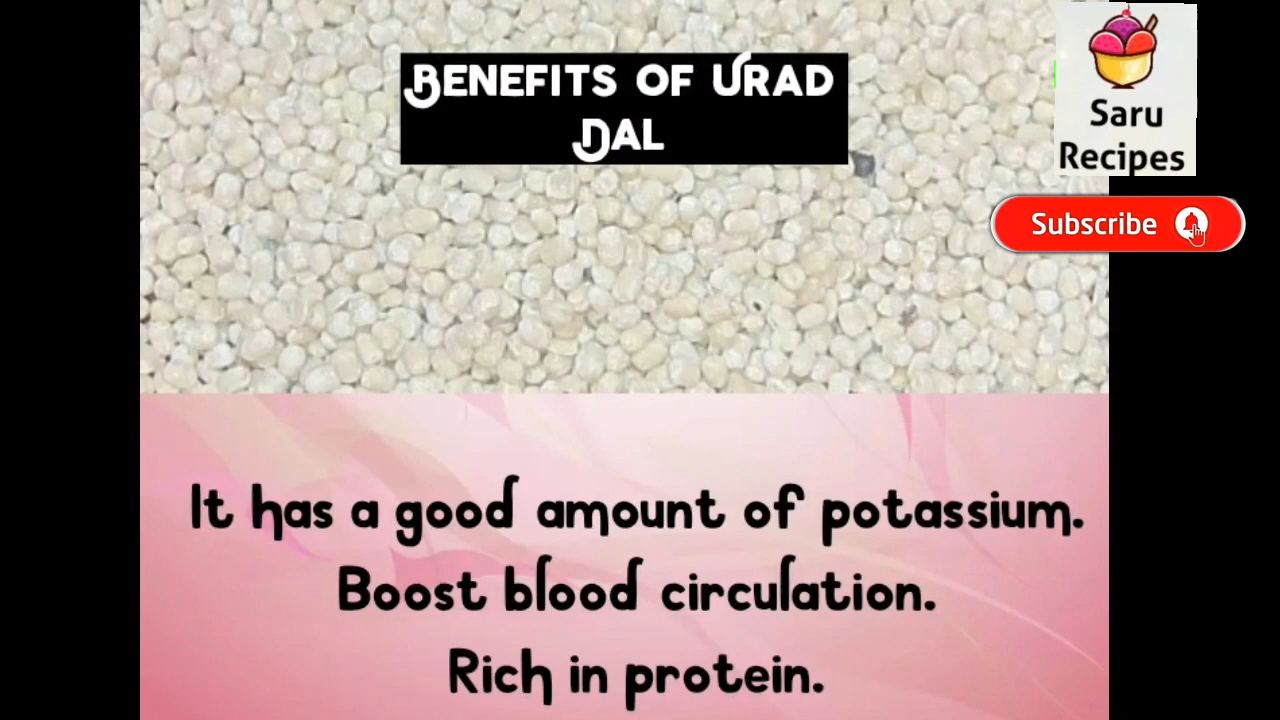 BENEFITS OF URAD
DAL
Saru
Recipes
Subscribe
It has a good amount of potassium.
Boost blood circulation.
Rich in protein.